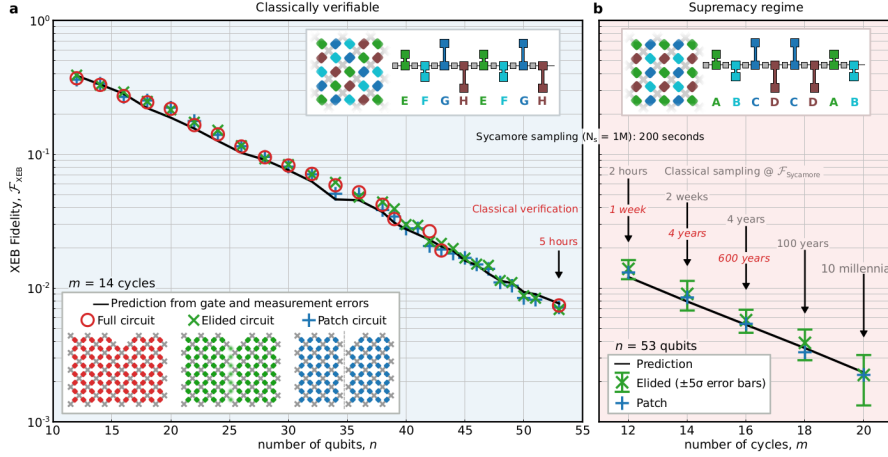 a
Classically verifiable
b
Supremacy regime
10⁰
10⁻¹
10⁻²
10⁻³
XEB Fidelity, ℱ_XEB
E F G H E F G H
A B C D C D A B
Sycamore sampling (Nₛ = 1M): 200 seconds
Classical verification
5 hours
2 hours
Classical sampling @ ℱ_Sycamore
1 week
2 weeks
4 years
4 years
600 years
100 years
10 millennia
m = 14 cycles
Prediction from gate and measurement errors
Full circuit
Elided circuit
Patch circuit
n = 53 qubits
Prediction
Elided (±5σ error bars)
Patch
10 15 20 25 30 35 40 45 50 55
number of qubits, n
12 14 16 18 20
number of cycles, m